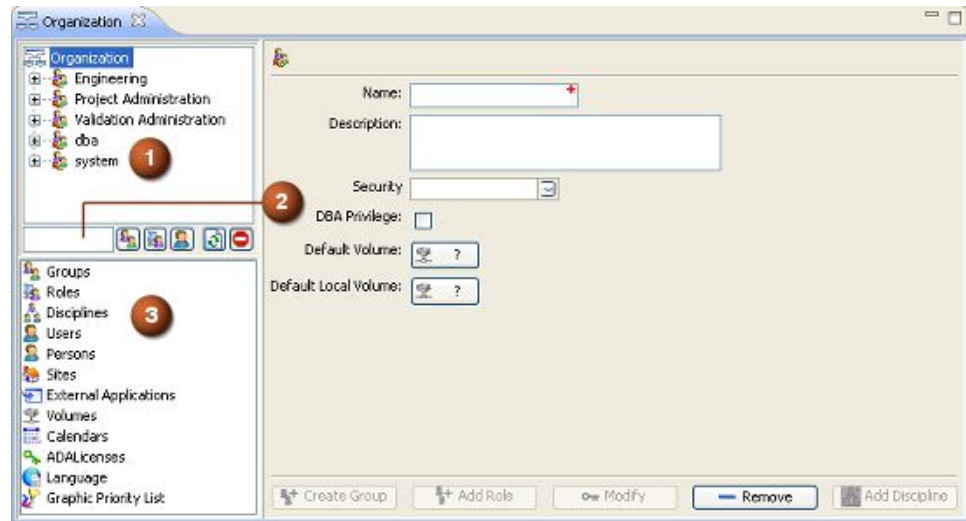 Organization
Organization
Engineering
Project Administration
Validation Administration
dba
system
1
2
Groups
Roles
Disciplines
3
Users
Persons
Sites
External Applications
Volumes
Calendars
ADALicenses
Language
Graphic Priority List
Name:
*
Description:
Security
DBA Privilege:
Default Volume:
?
Default Local Volume:
?
Create Group
Add Role
Modify
Remove
Add Discipline